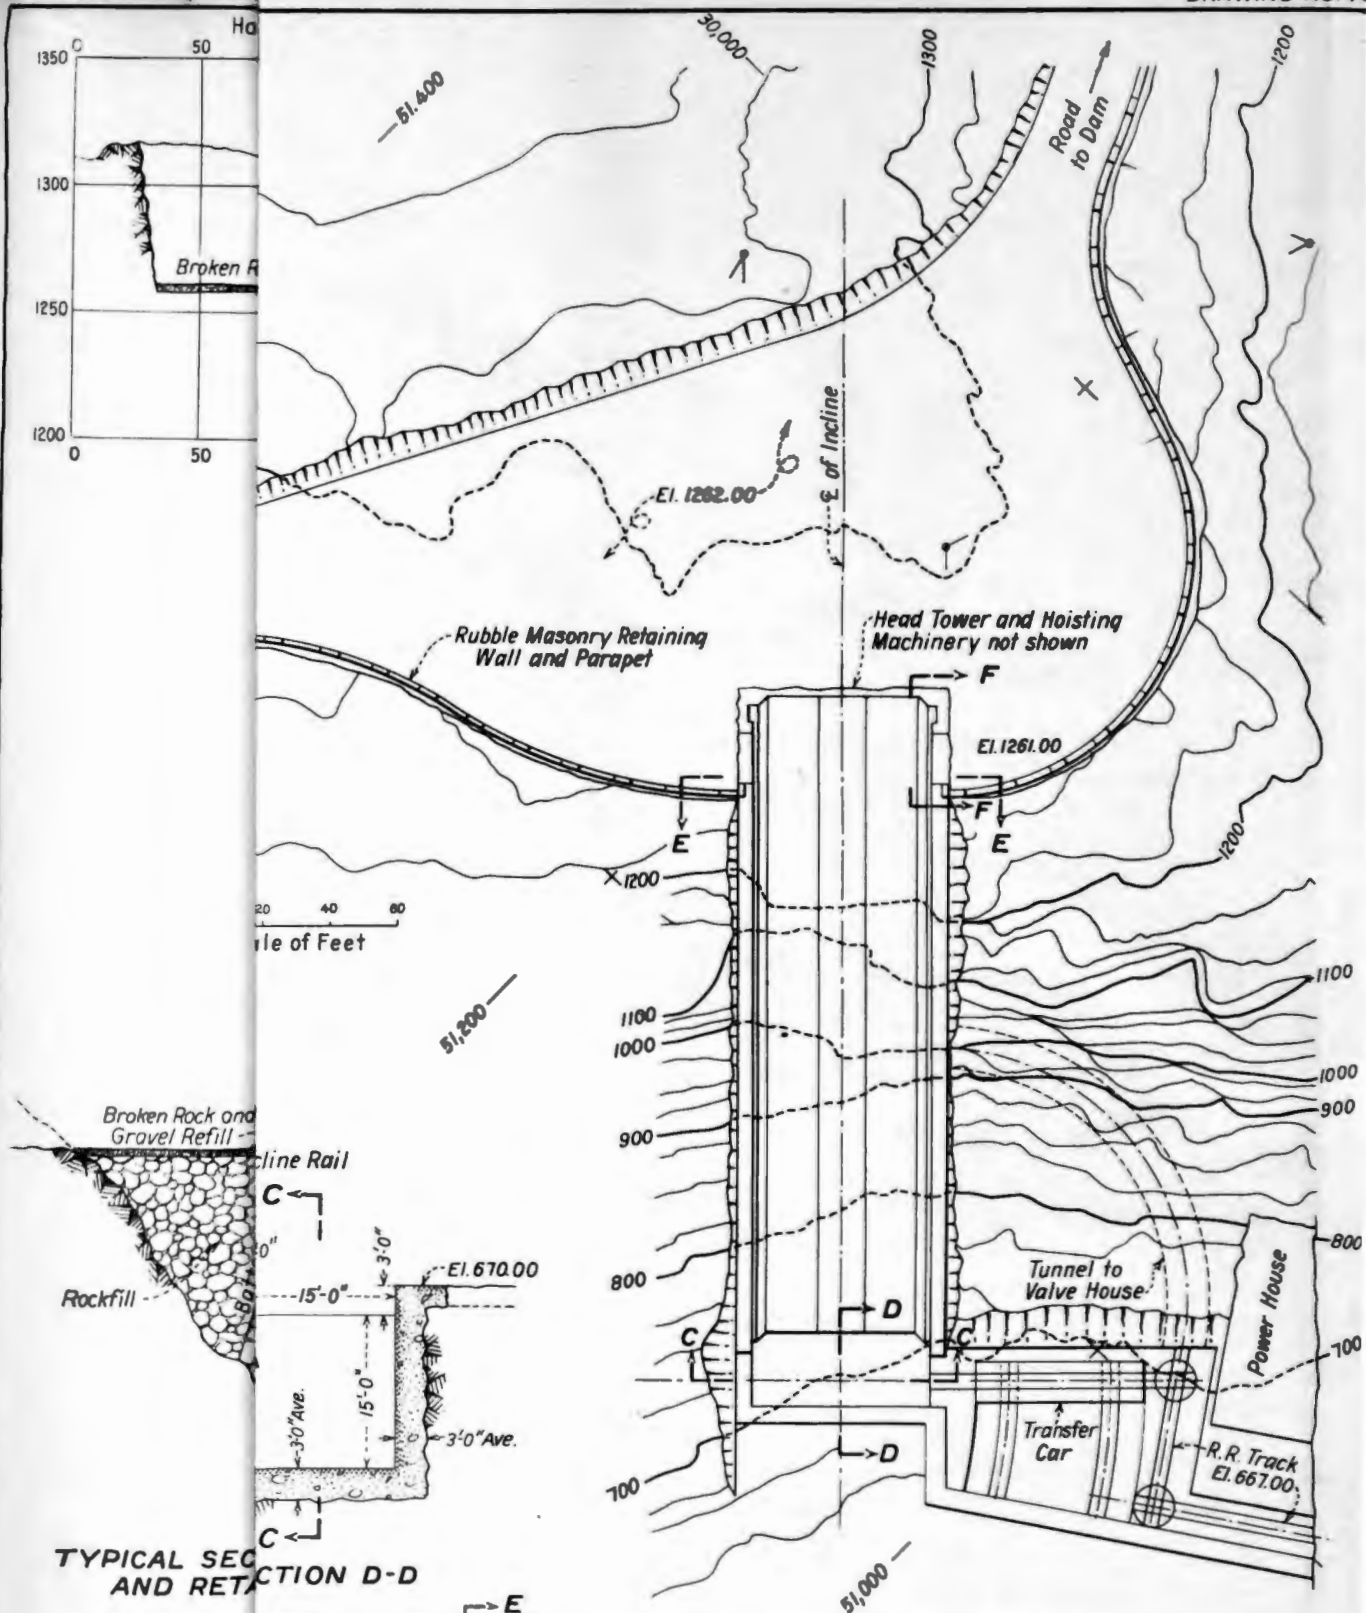 Ha
0
50
1350
1300
1250
1200
0
50
Broken R
51.400
30,000
1300
1200
Road
to Dam
℄ of Incline
El. 1262.00
Rubble Masonry Retaining
Wall and Parapet
Head Tower and Hoisting
Machinery not shown
F
El. 1261.00
F
E
E
1200
1200
20
40
60
ale of Feet
51,200
1100
1000
900
800
700
1100
1000
900
800
700
Broken Rock and
Gravel Refill
cline Rail
C
Rockfill
3'-0"
El. 670.00
15'-0"
15'-0"
3'-0" Ave.
3'-0" Ave.
C
TYPICAL SEC
AND RETA
CTION D-D
E
Tunnel to
Valve House
Power House
D
C
C
Transfer
Car
D
R.R. Track
El. 667.00
51,000